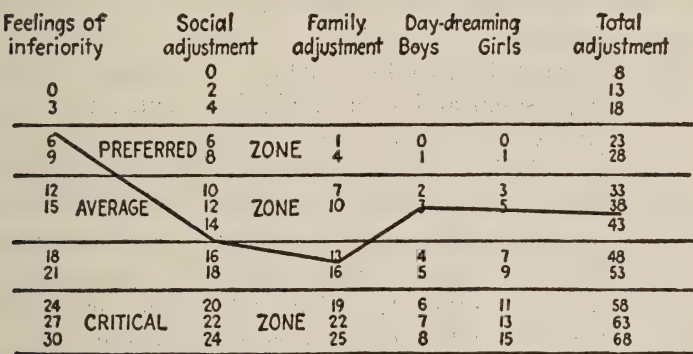 Feelings of Social Family Day-dreaming Total
inferiority adjustment adjustment Boys Girls adjustment
0 8
0 2 13
3 4 18
6 PREFERRED 6 ZONE 1 0 0 23
9 8 4 1 1 28
12 10 7 2 3 33
15 AVERAGE 12 ZONE 10 3 5 38
14 43
18 16 13 4 7 48
21 18 16 5 9 53
24 20 19 6 11 58
27 CRITICAL 22 ZONE 22 7 13 63
30 24 25 8 15 68